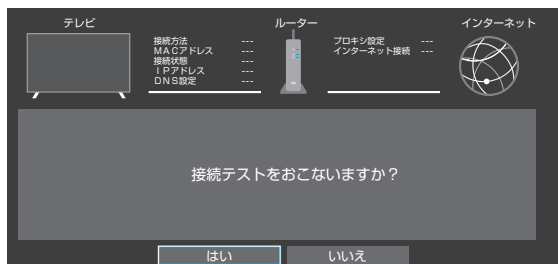 テレビ
ルーター
インターネット
接続方法 ---
MACアドレス ---
接続状態 ---
IPアドレス ---
DNS設定 ---
プロキシ設定 ---
インターネット接続 ---
接続テストをおこないますか？
はい
いいえ